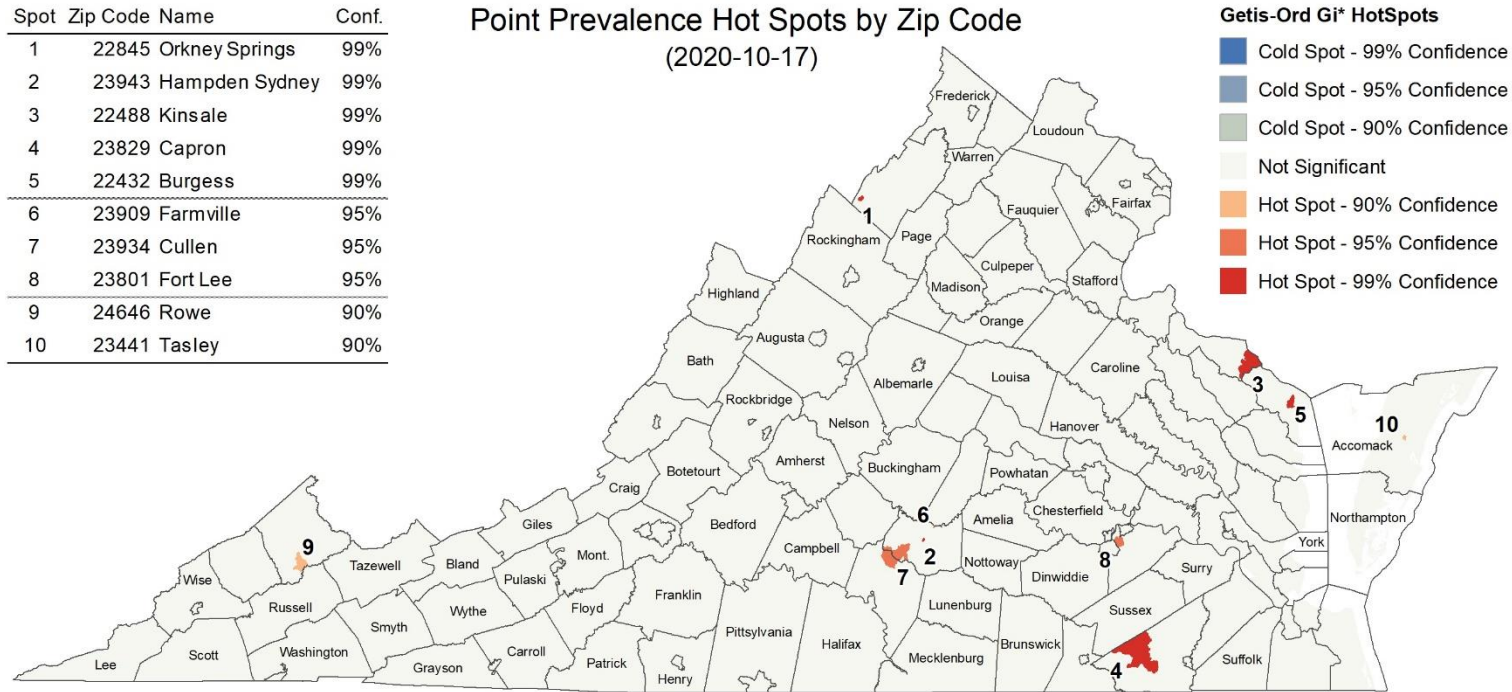 Spot Zip Code Name Conf.
1 22845 Orkney Springs 99%
2 23943 Hampden Sydney 99%
3 22488 Kinsale 99%
4 23829 Capron 99%
5 22432 Burgess 99%
6 23909 Farmville 95%
7 23934 Cullen 95%
8 23801 Fort Lee 95%
9 24646 Rowe 90%
10 23441 Tasley 90%
Point Prevalence Hot Spots by Zip Code
(2020-10-17)
Getis-Ord Gi* HotSpots
Cold Spot - 99% Confidence
Cold Spot - 95% Confidence
Cold Spot - 90% Confidence
Not Significant
Hot Spot - 90% Confidence
Hot Spot - 95% Confidence
Hot Spot - 99% Confidence
Frederick
Loudoun
Warren
Fairfax
1
Fauquier
Rockingham
Page
Culpeper
Stafford
Madison
Highland
Orange
Augusta
Bath
Albemarle
Louisa
Caroline
3
Rockbridge
5
10
Nelson
Hanover
Accomack
Botetourt
Amherst
Buckingham
Powhatan
Craig
6
Chesterfield
Northampton
Giles
Bedford
Amelia
9
Campbell
2
8
York
Mont.
Tazewell
Bland
7
Nottoway
Dinwiddie
Surry
Wise
Pulaski
Franklin
Russell
Wythe
Floyd
Lunenburg
Sussex
Smyth
Pittsylvania
Halifax
Brunswick
Lee
Scott
Washington
Carroll
Mecklenburg
Suffolk
Grayson
Patrick
4
Henry